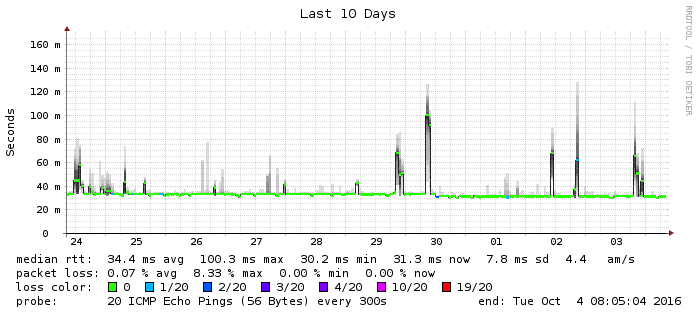 Last 10 Days
RRDTOOL / TOBI OETIKER
Seconds
160 m
140 m
120 m
100 m
80 m
60 m
40 m
20 m
0
24 25 26 27 28 29 30 01 02 03
median rtt: 34.4 ms avg 100.3 ms max 30.2 ms min 31.3 ms now 7.8 ms sd 4.4 am/s
packet loss: 0.07 % avg 8.33 % max 0.00 % min 0.00 % now
loss color: 0 1/20 2/20 3/20 4/20 10/20 19/20
probe: 20 ICMP Echo Pings (56 Bytes) every 300s end: Tue Oct 4 08:05:04 2016